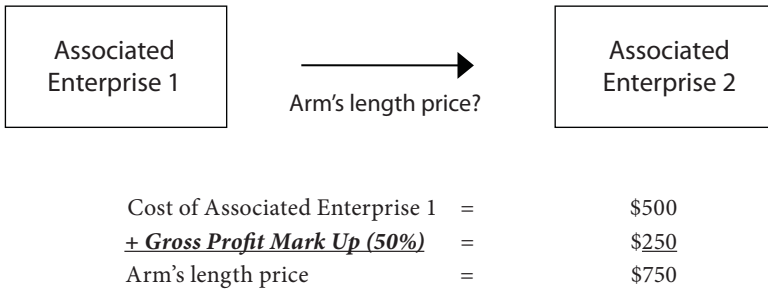 Associated
Enterprise 1
Arm's length price?
Associated
Enterprise 2
Cost of Associated Enterprise 1 = $500
+ Gross Profit Mark Up (50%) = $250
Arm's length price = $750